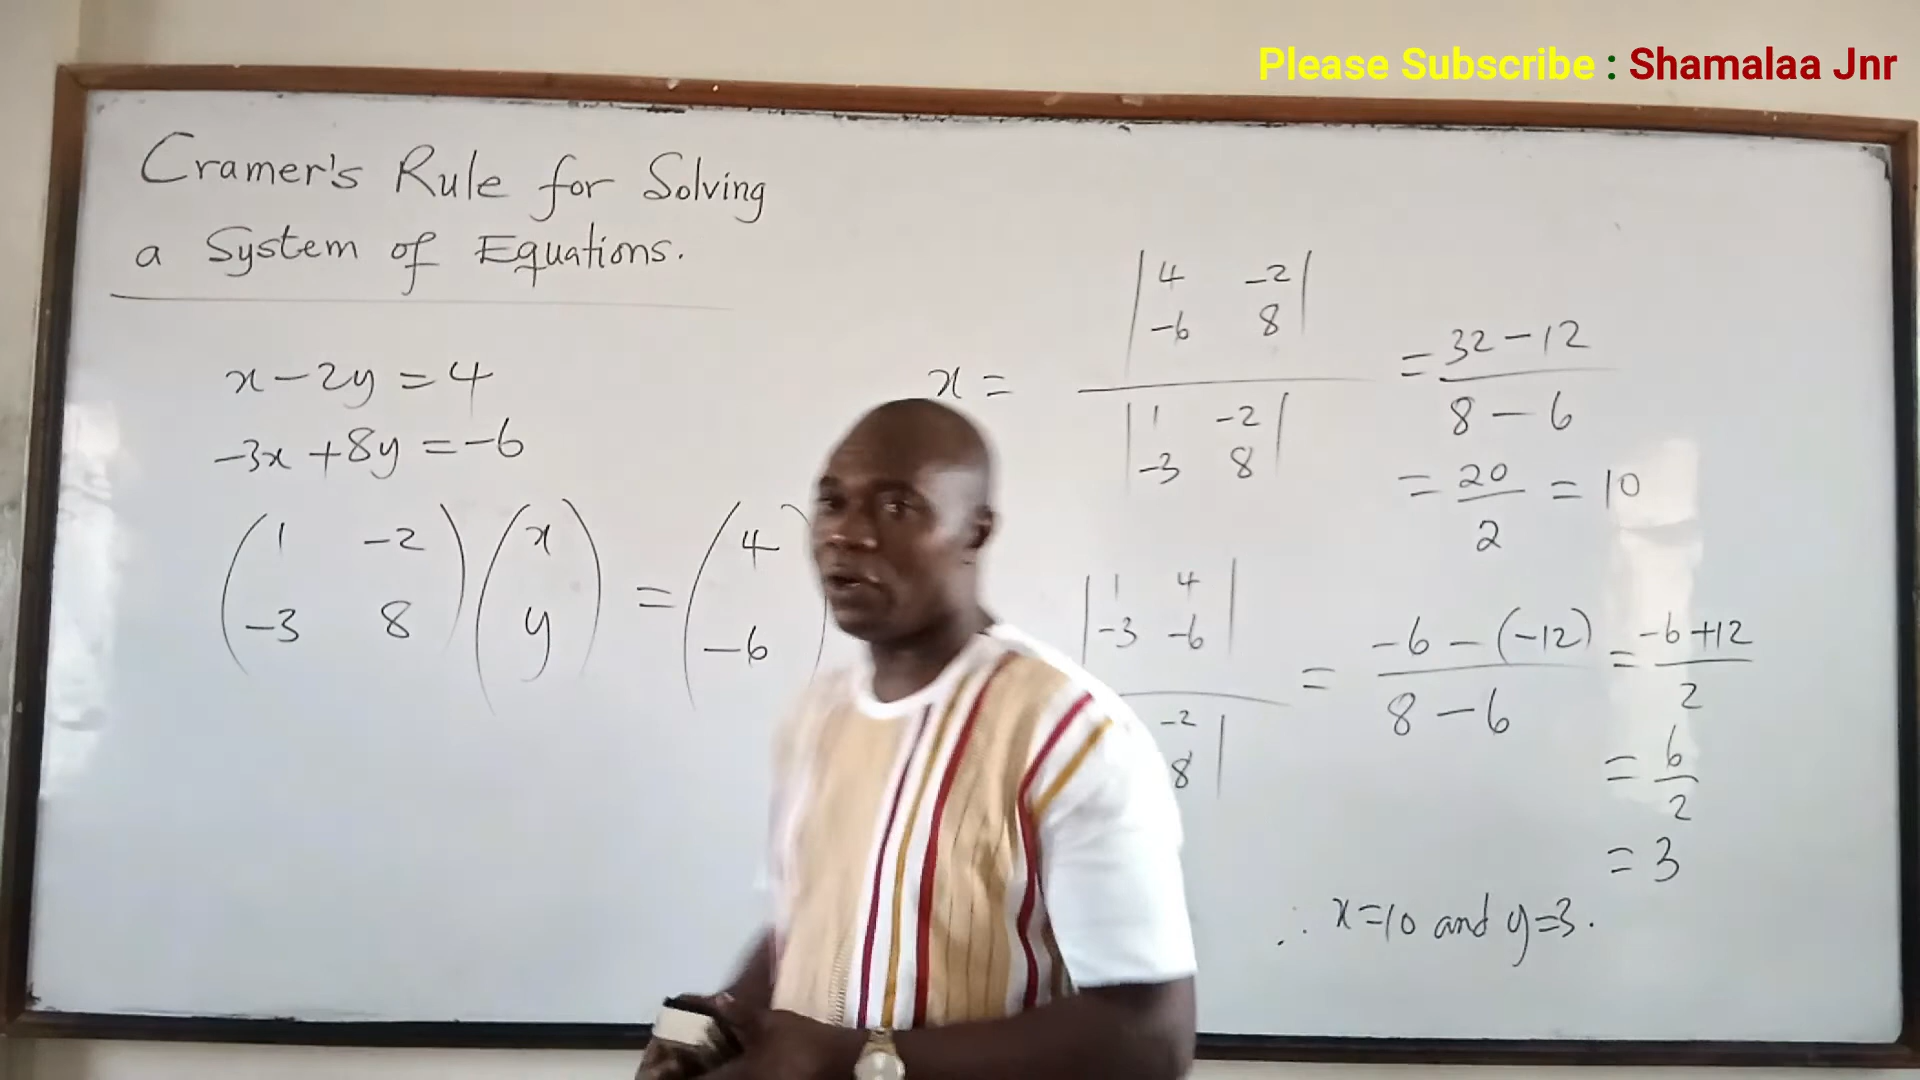 Please Subscribe : Shamalaa Jnr
Cramer's Rule for Solving
a System of Equations.
x - 2y = 4
-3x + 8y = -6
1 -2
-3 8
x
y
=
4
-6
x =
4 -2
-6 8
1 -2
-3 8
= 32 - 12
8 - 6
= 20
2
= 10
1 4
-3 -6
-2
8
= -6 - (-12)
8 - 6
= -6 + 12
2
= 6
2
= 3
∴ x = 10 and y = 3.